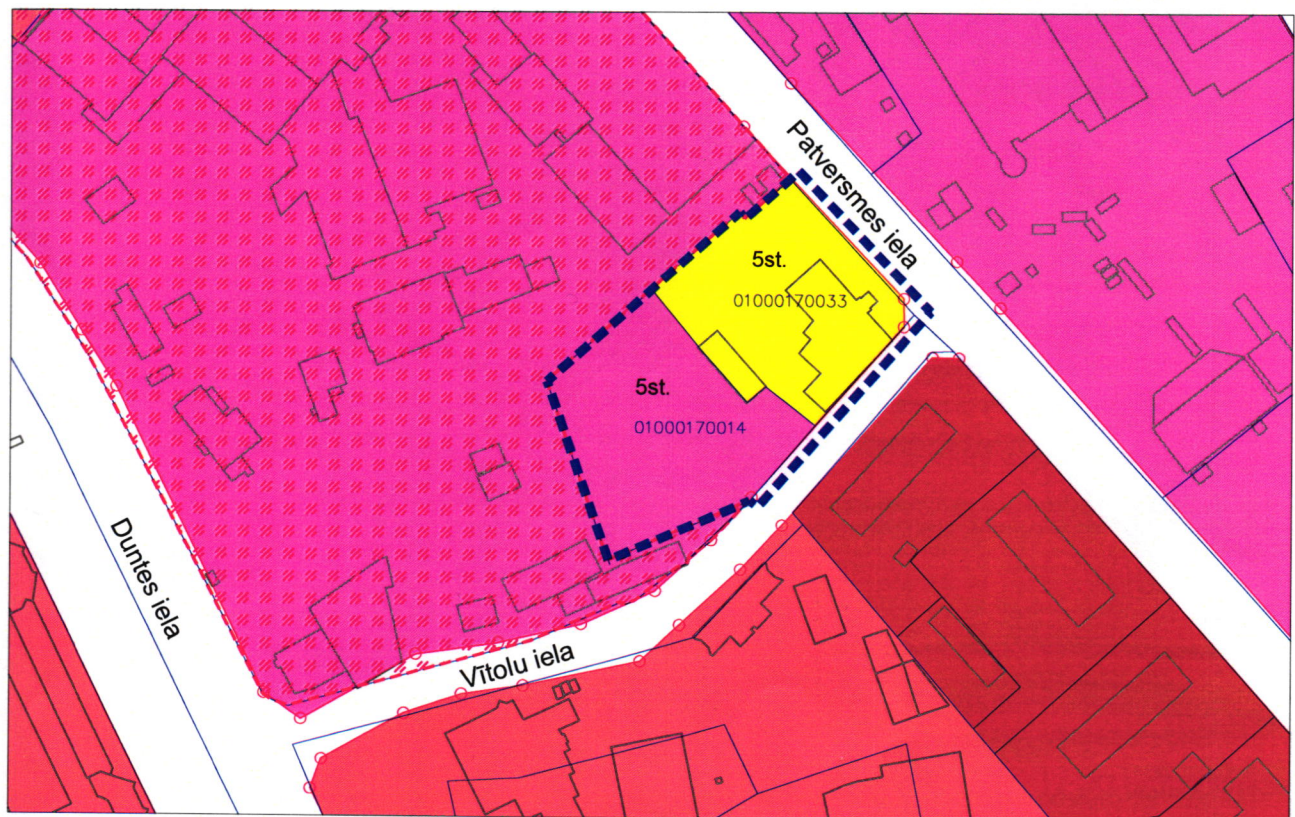 Patversmes iela
5st.
01000170033
5st.
01000170014
Duntes iela
Vītolu iela